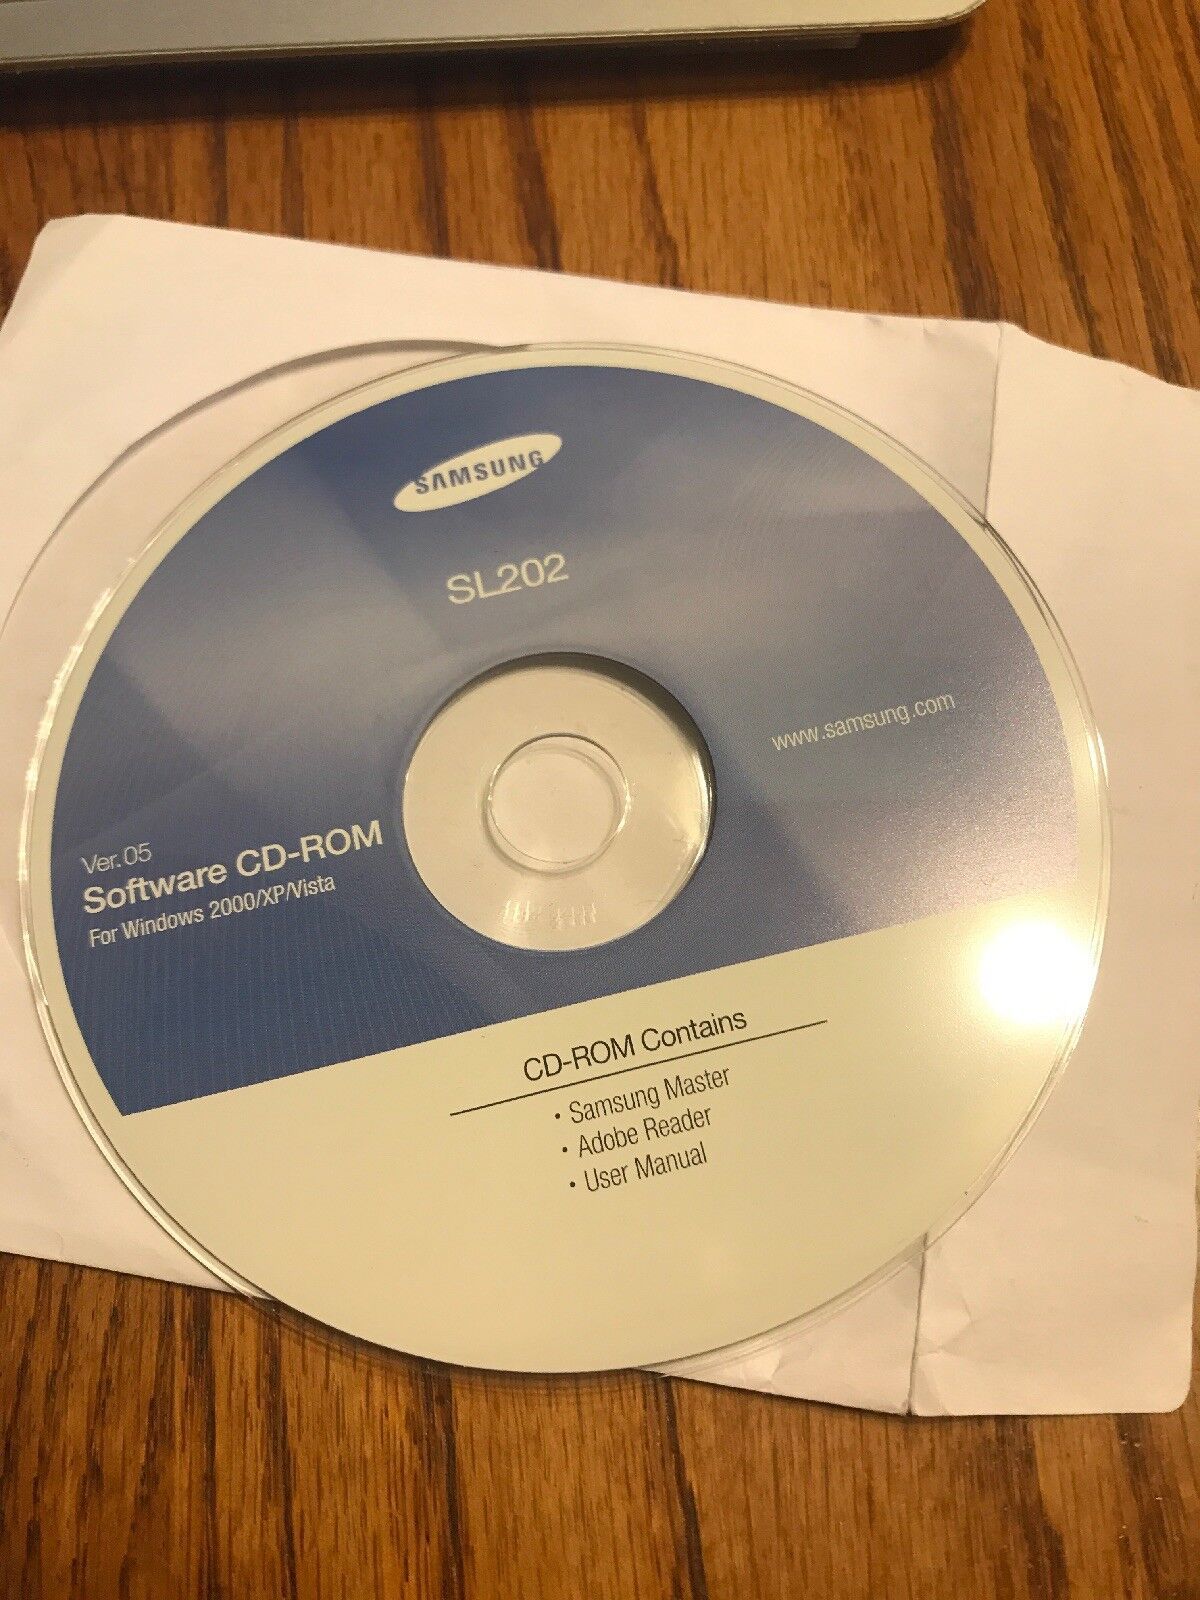 SAMSUNG
SL202
www.samsung.com
Ver.05
Software CD-ROM
For Windows 2000/XP/Vista
CD-ROM Contains
• Samsung Master
• Adobe Reader
• User Manual